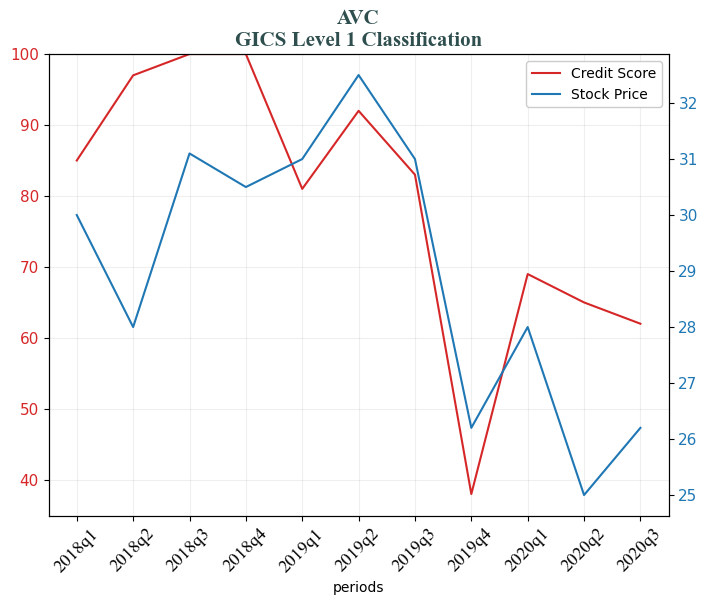 AVC
GICS Level 1 Classification
Credit Score
Stock Price
100
90
80
70
60
50
40
32
31
30
29
28
27
26
25
2018q1
2018q2
2018q3
2018q4
2019q1
2019q2
2019q3
2019q4
2020q1
2020q2
2020q3
periods